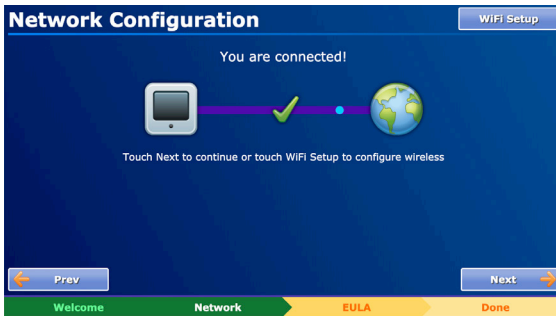 Network Configuration
WiFi Setup
You are connected!
Touch Next to continue or touch WiFi Setup to configure wireless
Prev
Next
Welcome
Network
EULA
Done